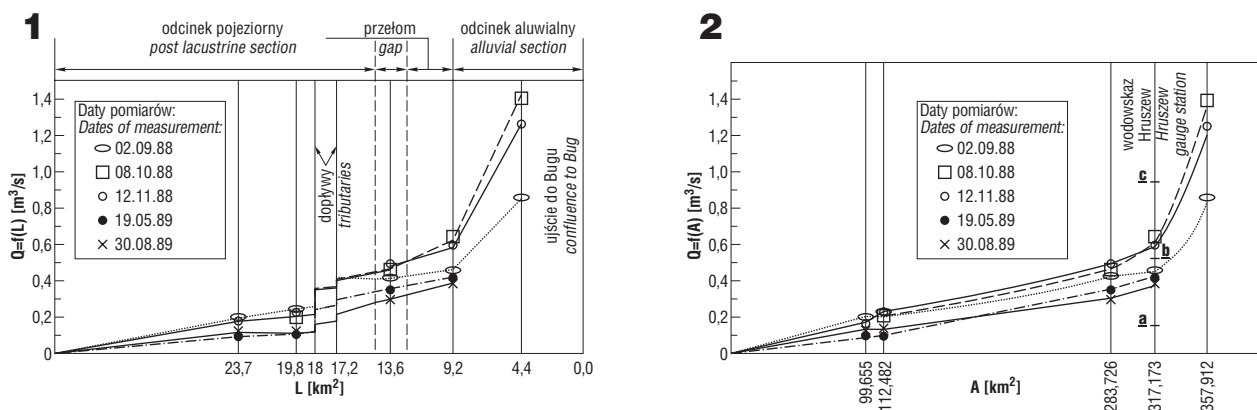 1
odcinek pojeziorny
post lacustrine section
przełom
gap
odcinek aluwialny
alluvial section
Q=f(L) [m³/s]
1,4
1,2
1,0
0,8
0,6
0,4
0,2
0
Daty pomiarów:
Dates of measurement:
02.09.88
08.10.88
12.11.88
19.05.89
30.08.89
dopływy
tributaries
ujście do Bugu
confluence to Bug
23,7 19,8 18 17,2 13,6 9,2 4,4 0,0
L [km²]
2
Q=f(A) [m³/s]
1,4
1,2
1,0
0,8
0,6
0,4
0,2
0
Daty pomiarów:
Dates of measurement:
02.09.88
08.10.88
12.11.88
19.05.89
30.08.89
wodowskaz
Hruszew
Hruszew
gauge station
c
b
a
99,655
112,482
283,726
317,173
357,912
A [km²]